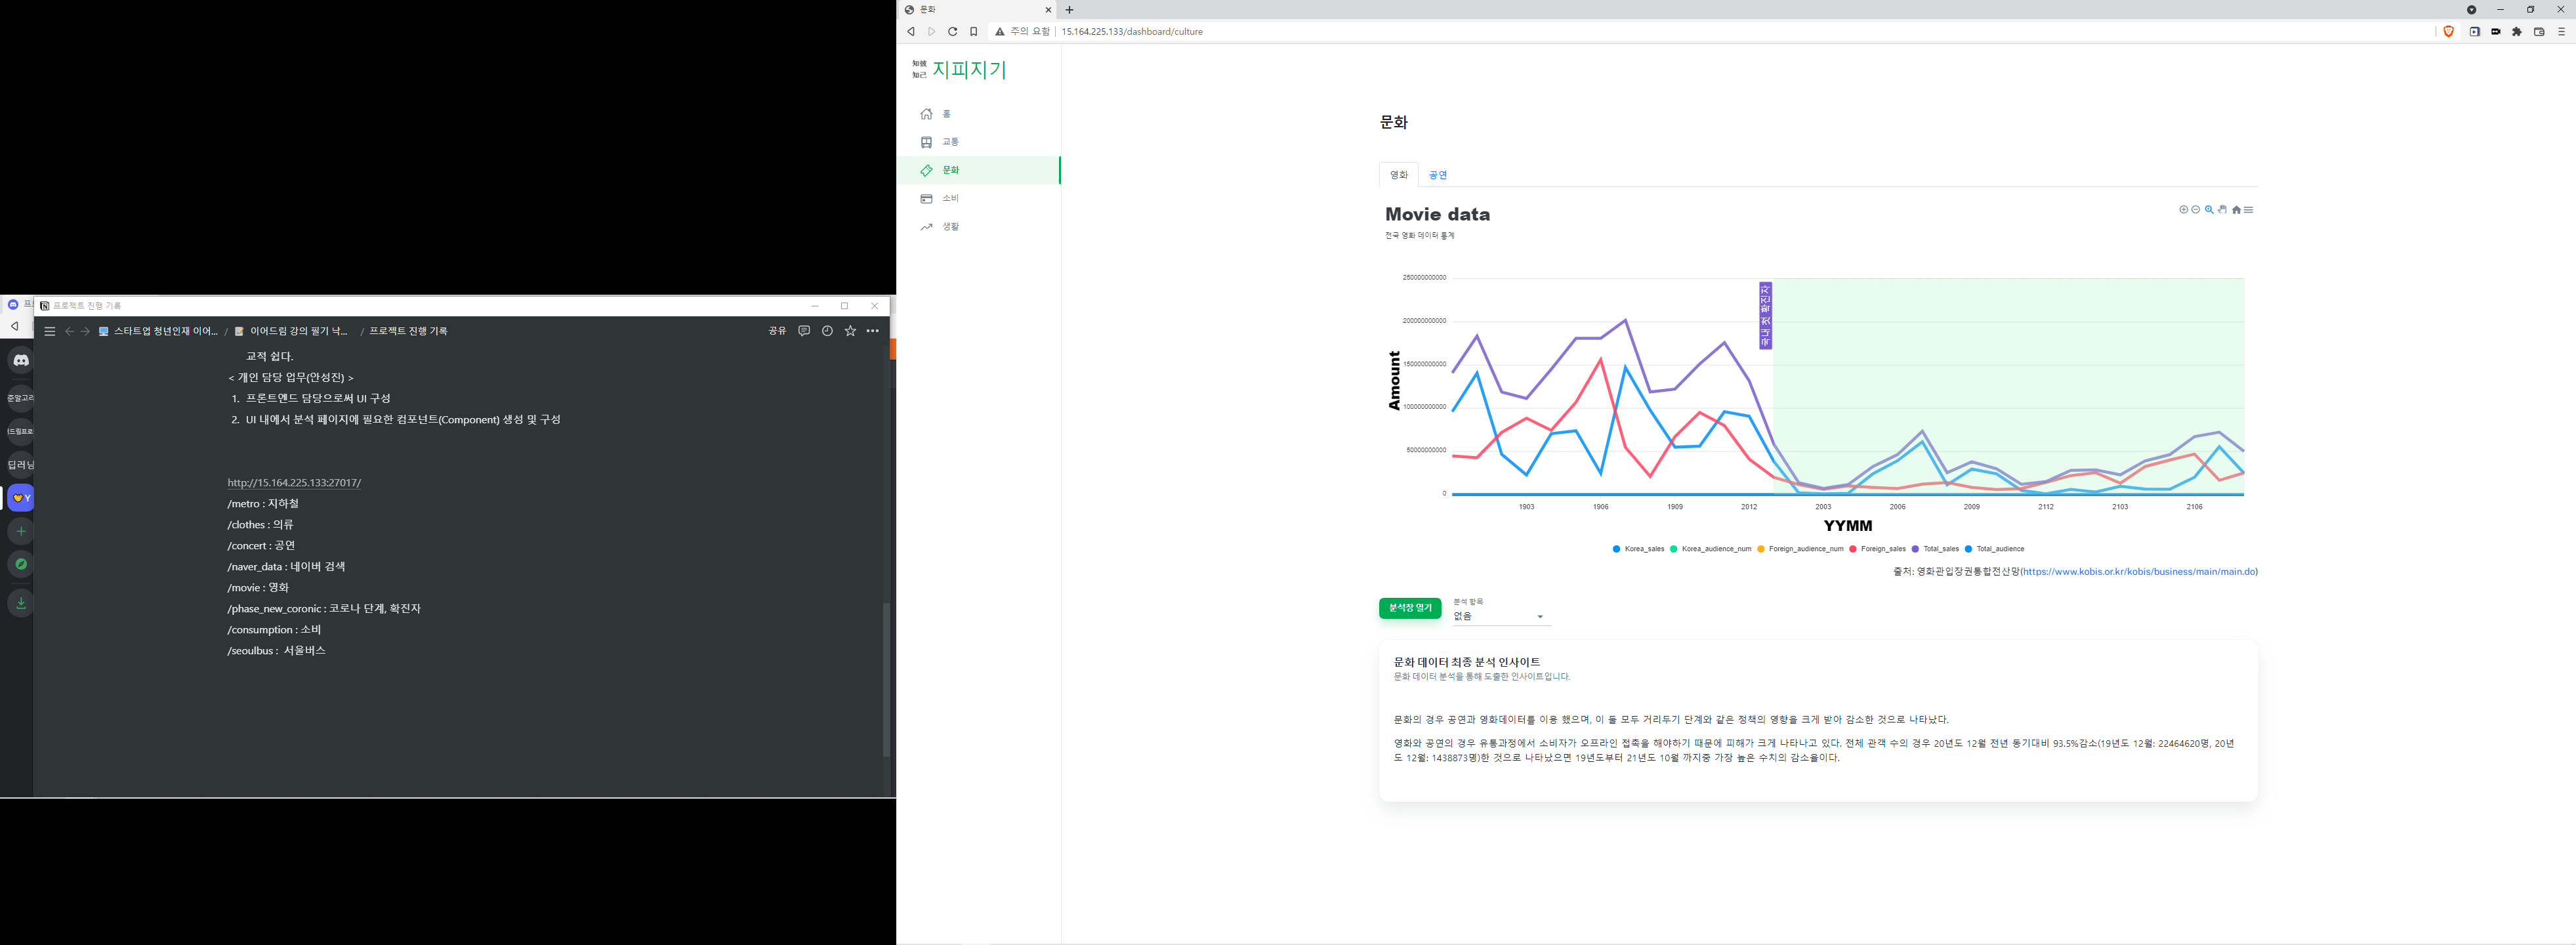 프로젝트 진행 기록
스타트업 청년인재 이어... / 이어드림 강의 필기 낙... / 프로젝트 진행 기록
공유
준알고리
딥러닝
Y
교적 쉽다.
< 개인 담당 업무(안성진) >
1. 프론트앤드 담당으로써 UI 구성
2. UI 내에서 분석 페이지에 필요한 컴포넌트(Component) 생성 및 구성
http://15.164.225.133:27017/
/metro : 지하철
/clothes : 의류
/concert : 공연
/naver_data : 네이버 검색
/movie : 영화
/phase_new_coronic : 코로나 단계, 확진자
/consumption : 소비
/seoulbus : 서울버스
문화
주의 요함
15.164.225.133/dashboard/culture
知彼
知己
지피지기
홈
교통
문화
소비
생활
문화
영화
공연
Movie data
전국 영화 데이터 통계
250000000000
200000000000
150000000000
100000000000
50000000000
0
Amount
국내 첫 확진자
1903 1906 1909 2012 2003 2006 2009 2112 2103 2106
YYMM
Korea_sales Korea_audience_num Foreign_audience_num Foreign_sales Total_sales Total_audience
출저: 영화관입장권통합전산망(https://www.kobis.or.kr/kobis/business/main/main.do)
분석장 열기
분석 항목
없음
문화 데이터 최종 분석 인사이트
문화 데이터 분석을 통해 도출한 인사이트입니다.
문화의 경우 공연과 영화데이터를 이용 했으며, 이 둘 모두 거리두기 단계와 같은 정책의 영향을 크게 받아 감소한 것으로 나타났다.
영화와 공연의 경우 유통과정에서 소비자가 오프라인 접족을 해야하기 때문에 피해가 크게 나타나고 있다. 전체 관객 수의 경우 20년도 12월 전년 동기대비 93.5%감소(19년도 12월: 22464620명, 20년
도 12월: 1438873명)한 것으로 나타났으면 19년도부터 21년도 10월 까지중 가장 높은 수치의 감소율이다.